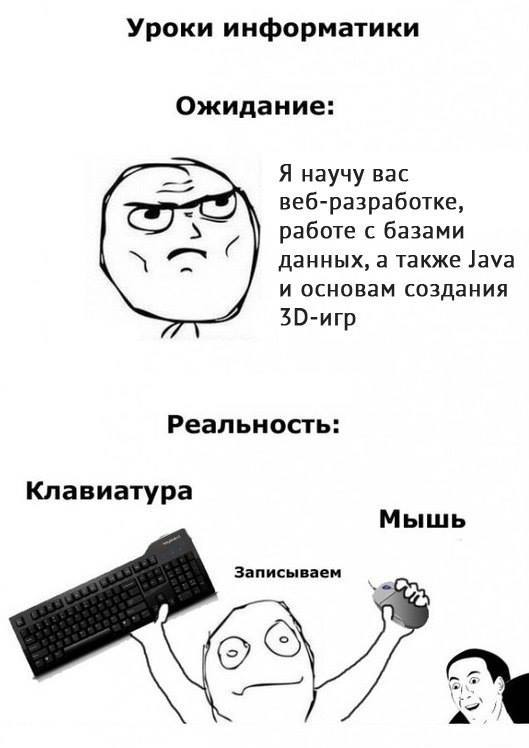 Уроки информатики
Ожидание:
Я научу вас
веб-разработке,
работе с базами
данных, а также Java
и основам создания
3D-игр
Реальность:
Клавиатура
Мышь
Записываем